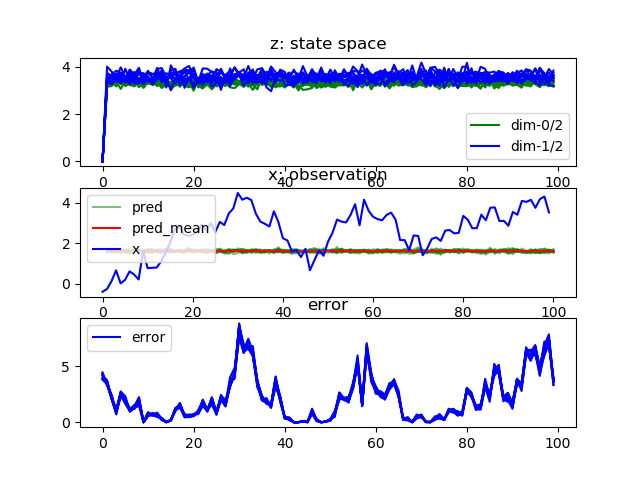 z: state space
4
2
0
dim-0/2
dim-1/2
0 20 40 60 80 100
x: observation
4
2
0
pred
pred_mean
x
0 20 40 60 80 100
error
5
0
error
0 20 40 60 80 100